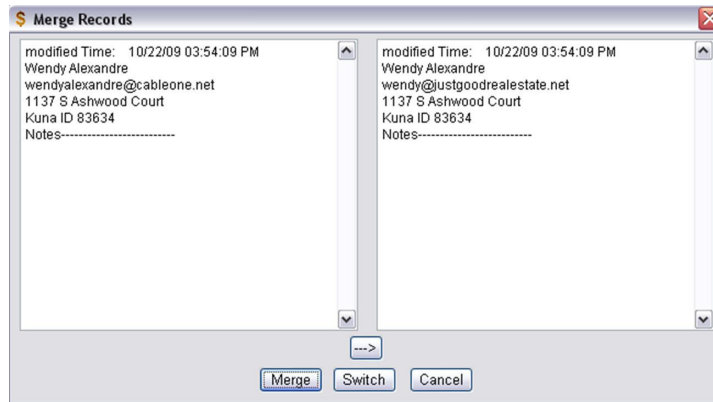 $ Merge Records
modified Time: 10/22/09 03:54:09 PM
Wendy Alexandre
wendyalexandre@cableone.net
1137 S Ashwood Court
Kuna ID 83634
Notes--------------------------
modified Time: 10/22/09 03:54:09 PM
Wendy Alexandre
wendy@justgoodrealestate.net
1137 S Ashwood Court
Kuna ID 83634
Notes--------------------------
--->
Merge Switch Cancel